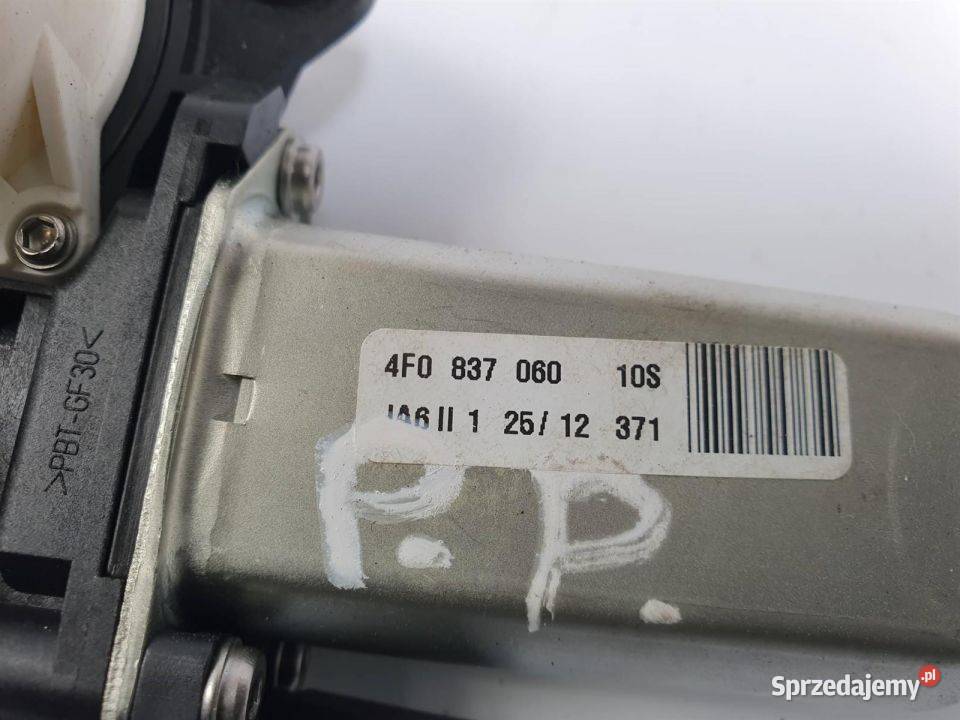 4F0 837 060 10S
IA6 II 1 25/12 371
P.P.
>PBT-GF30<
Sprzedajemy.pl